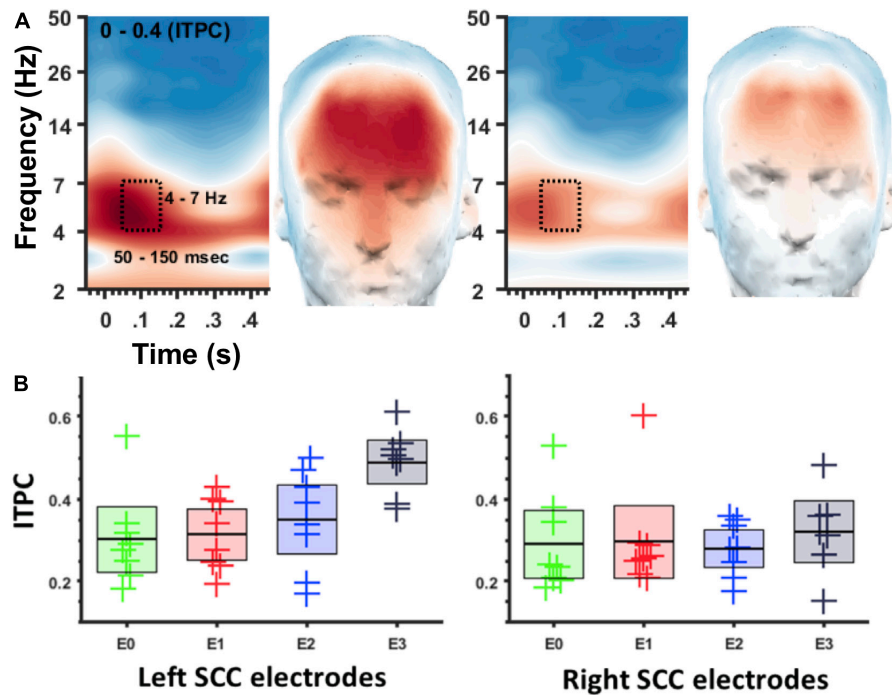 A
0 - 0.4 (ITPC)
50
26
14
7
4
2
Frequency (Hz)
4 - 7 Hz
50 - 150 msec
0 .1 .2 .3 .4
Time (s)
50
26
14
7
4
2
0 .1 .2 .3 .4
B
ITPC
0.6
0.4
0.2
E0 E1 E2 E3
Left SCC electrodes
0.6
0.4
0.2
E0 E1 E2 E3
Right SCC electrodes